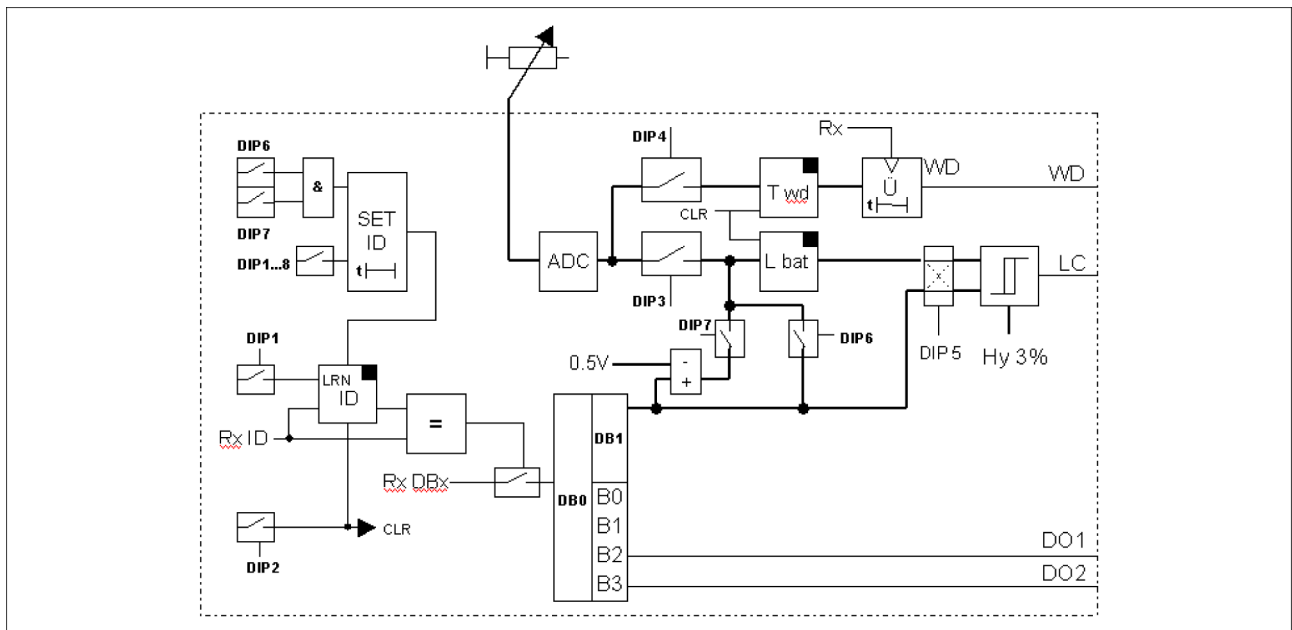 DIP6
&
DIP7
DIP1...8
SET
ID
t
DIP4
Rx
T wd
Ü
t
WD
WD
CLR
ADC
L bat
LC
DIP3
DIP7
DIP6
DIP5
Hy 3%
0.5V
-
+
DIP1
LRN
ID
Rx ID
=
Rx DBx
DB0
DB1
B0
B1
B2
B3
DIP2
CLR
DO1
DO2